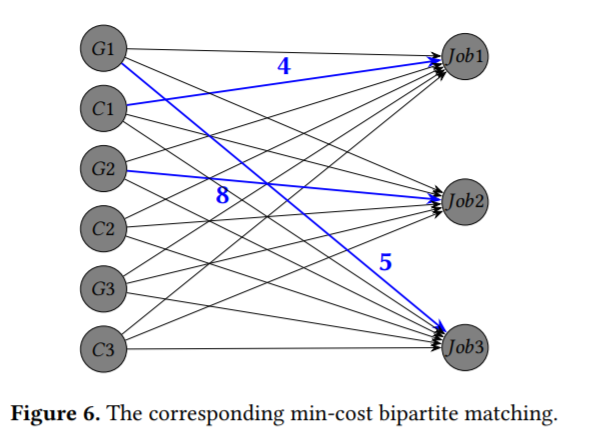 G1
Job1
4
C1
G2
8
Job2
C2
5
G3
C3
Job3
Figure 6. The corresponding min-cost bipartite matching.